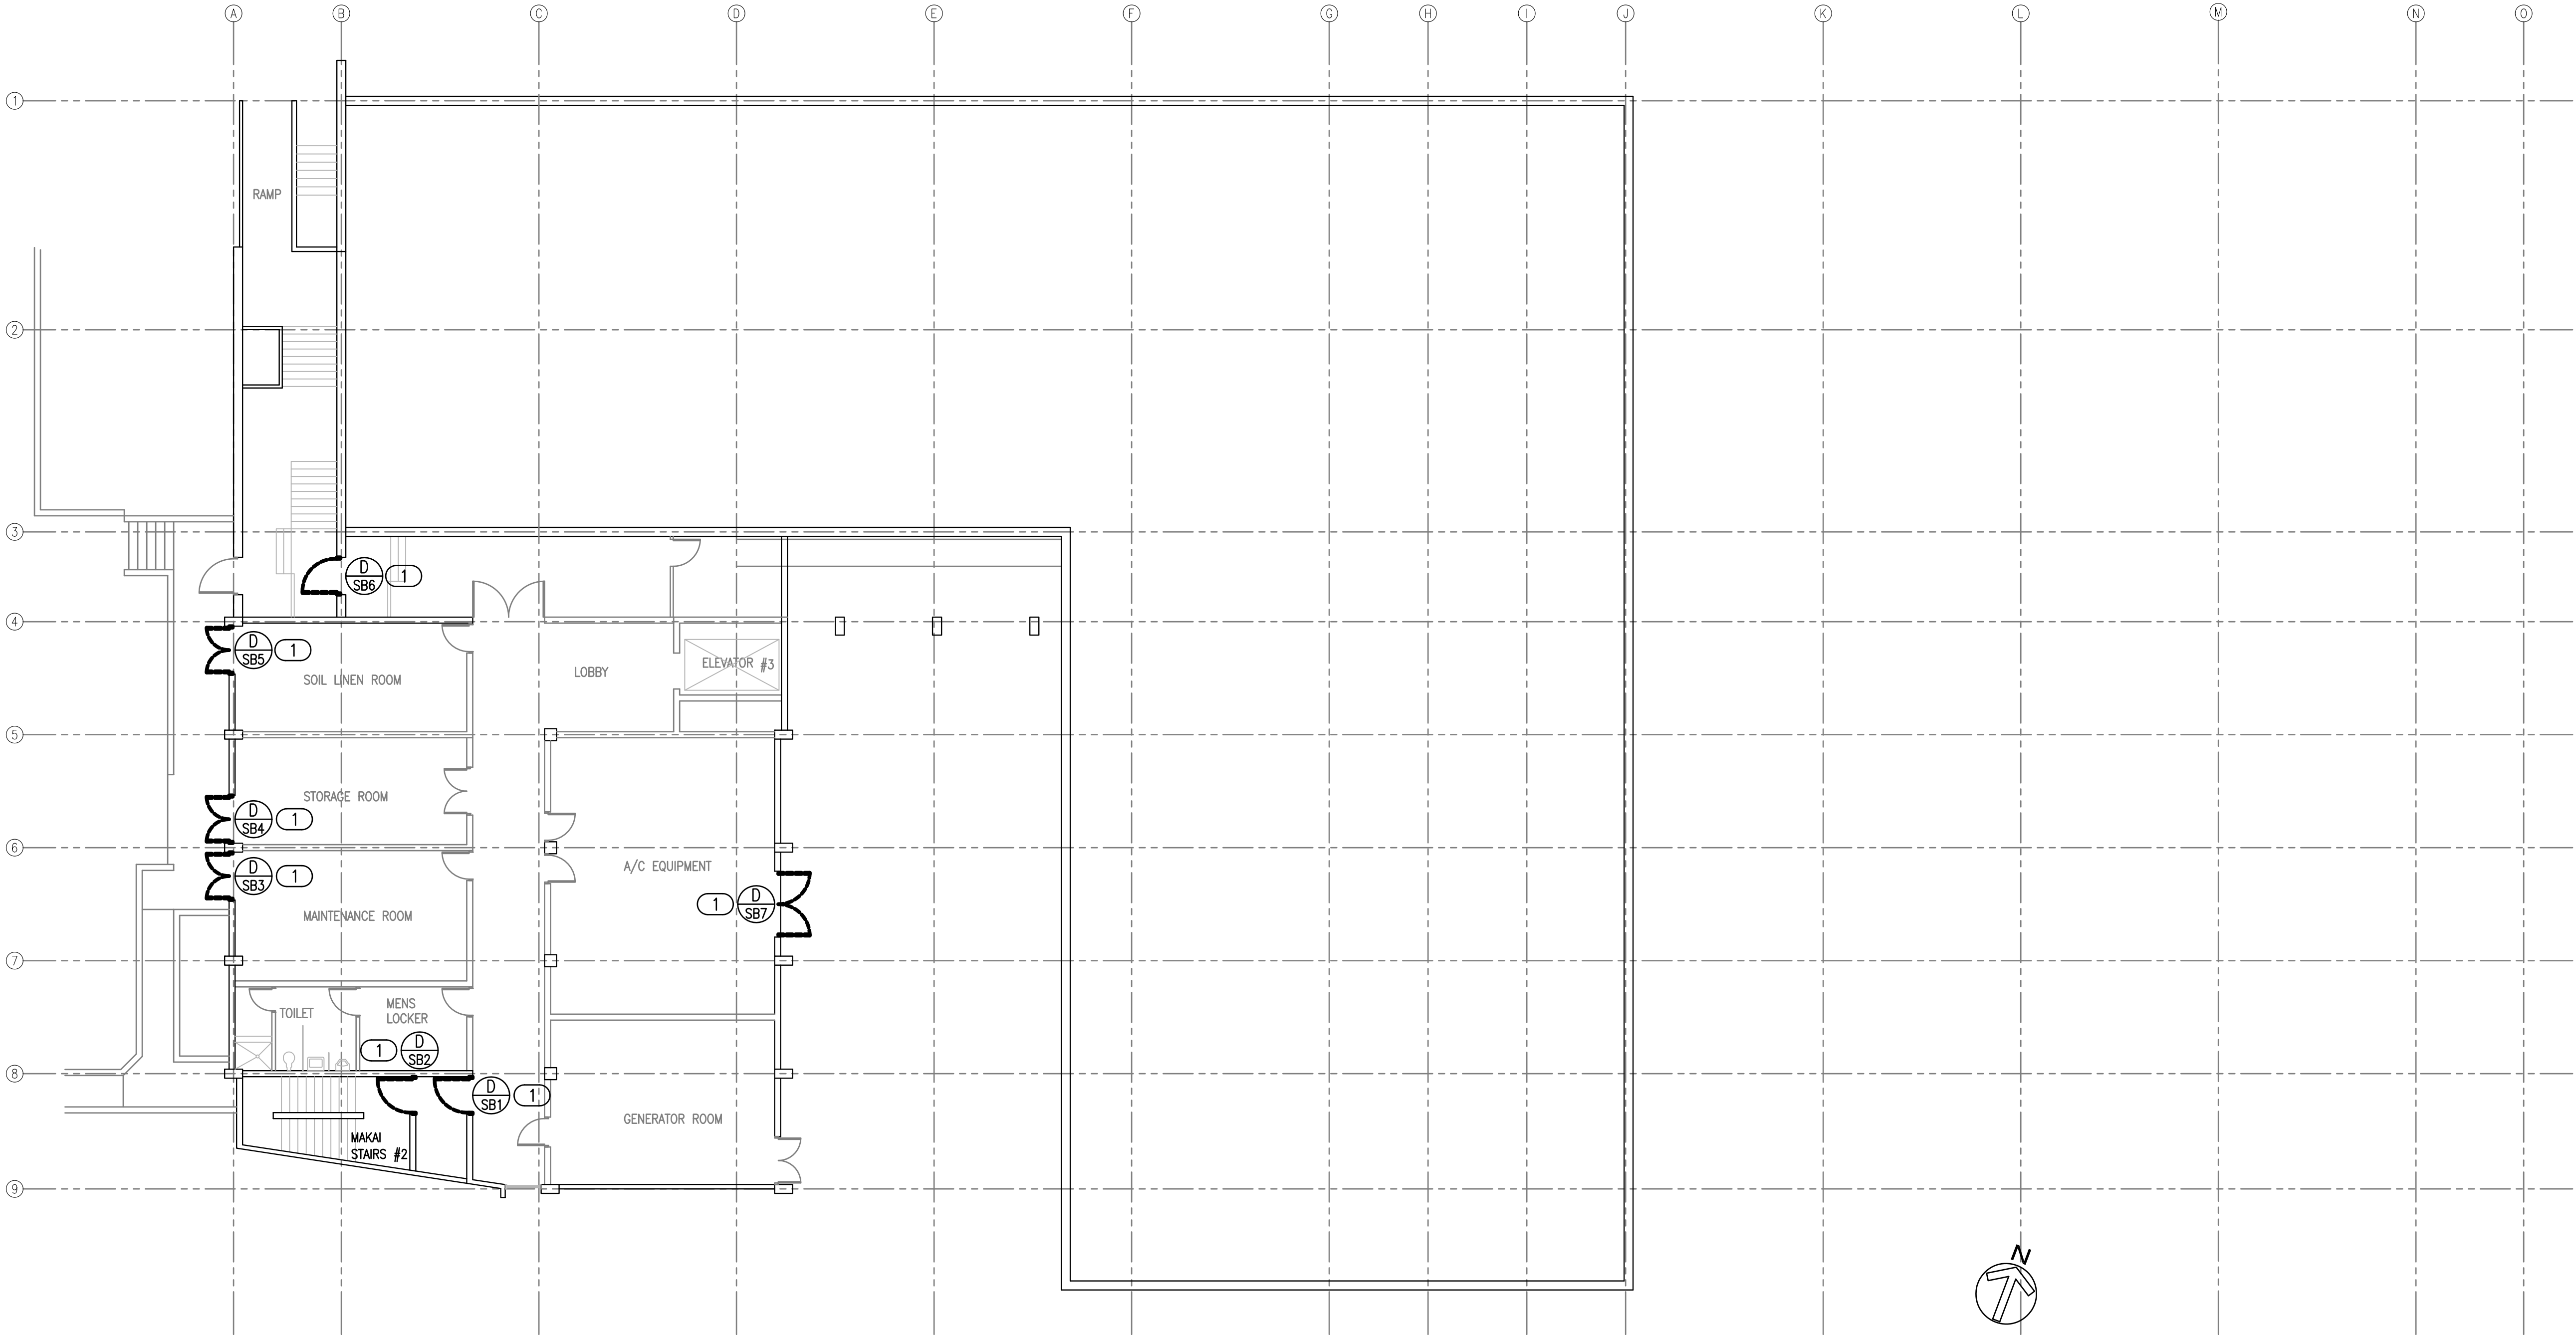 A B C D E F G H I J K L M N O
1
RAMP
2
3
D
SB6
1
4
D
SB5
1
SOIL LINEN ROOM
LOBBY
ELEVATOR #3
5
STORAGE ROOM
D
SB4
1
6
A/C EQUIPMENT
D
SB3
1
1
D
SB7
MAINTENANCE ROOM
7
TOILET
MENS
LOCKER
1
D
SB2
8
D
SB1
1
GENERATOR ROOM
MAKAI
STAIRS #2
9
N